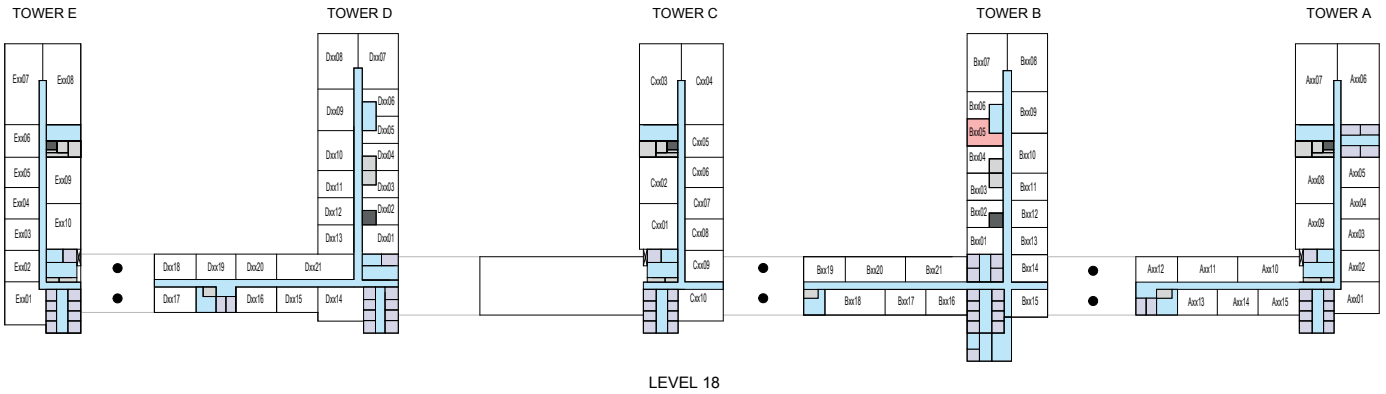 TOWER E
TOWER D
TOWER C
TOWER B
TOWER A
Exx07
Exx08
Exx06
Exx05
Exx09
Exx04
Exx03
Exx10
Exx02
Exx01
Dxx08
Dxx07
Dxx09
Dxx06
Dxx05
Dxx10
Dxx04
Dxx11
Dxx03
Dxx12
Dxx02
Dxx13
Dxx01
Dxx18
Dxx19
Dxx20
Dxx21
Dxx17
Dxx16
Dxx15
Dxx14
Cxx03
Cxx04
Cxx05
Cxx02
Cxx06
Cxx07
Cxx01
Cxx08
Cxx09
Cxx10
Bxx07
Bxx08
Bxx06
Bxx09
Bxx05
Bxx04
Bxx10
Bxx03
Bxx11
Bxx02
Bxx12
Bxx01
Bxx13
Bxx19
Bxx20
Bxx21
Bxx14
Bxx18
Bxx17
Bxx16
Bxx15
Axx07
Axx06
Axx08
Axx05
Axx04
Axx09
Axx03
Axx12
Axx11
Axx10
Axx02
Axx13
Axx14
Axx15
Axx01
LEVEL 18